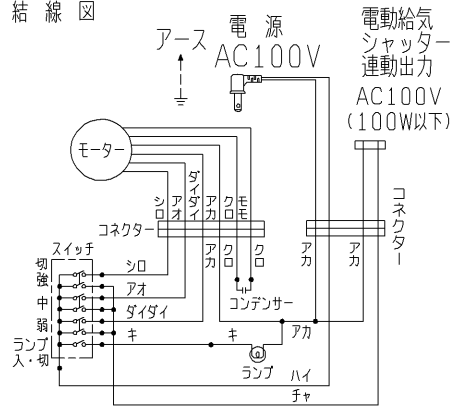 結線図
アース
電源
AC100V
電動給気
シャッター
連動出力
AC100V
(100W以下)
モーター
シロ
アオ
ダイダイ
アカ
クロ
モモ
コネクター
アカ
クロ
クロ
コネクター
アカ
アカ
スイッチ
切
強
中
弱
ランプ
入・切
シロ
アオ
ダイダイ
キ
コンデンサー
キ
アカ
ランプ
ハイ
チャ